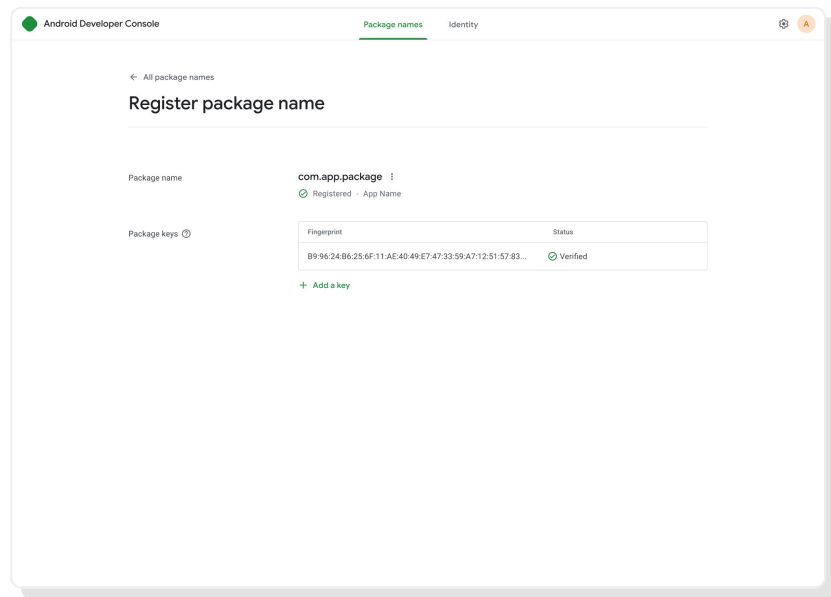 Android Developer Console
Package names
Identity
A
All package names
Register package name
Package name
com.app.package
Registered · App Name
Package keys
Fingerprint
Status
B9:96:24:B6:25:6F:11:AE:40:49:E7:47:33:59:A7:12:51:57:83...
Verified
+ Add a key